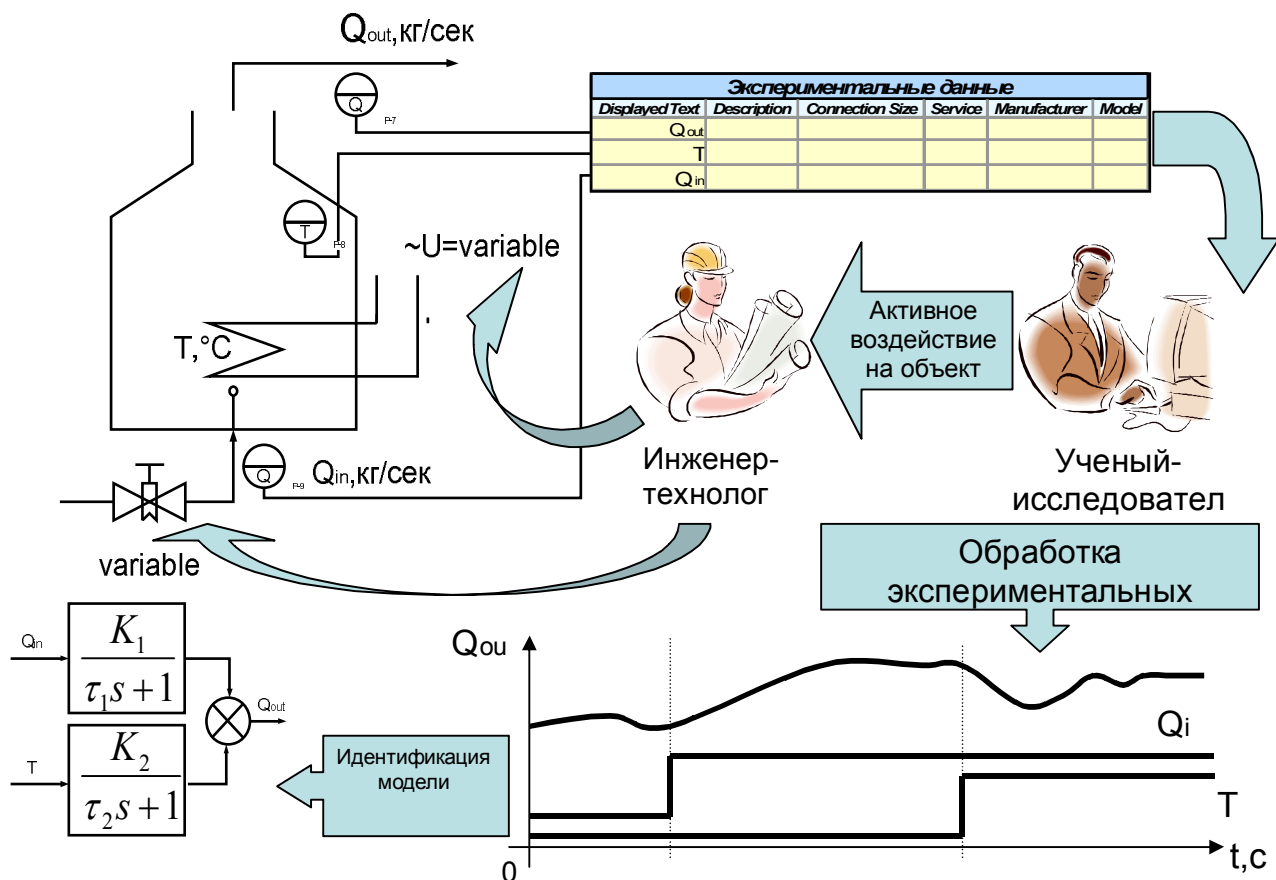 Qout,кг/сек
Q
P-7
Экспериментальные данные
Displayed Text Description Connection Size Service Manufacturer Model
Qout
T
Qin
T
P-8
~U=variable
T,°C
Активное
воздействие
на объект
Q
P-9
Qin,кг/сек
Инженер-
технолог
Ученый-
исследовател
variable
Обработка
экспериментальных
Qin
K1
τ1s+1
Qout
T
K2
τ2s+1
Идентификация
модели
Qou
Qi
T
0
t,c